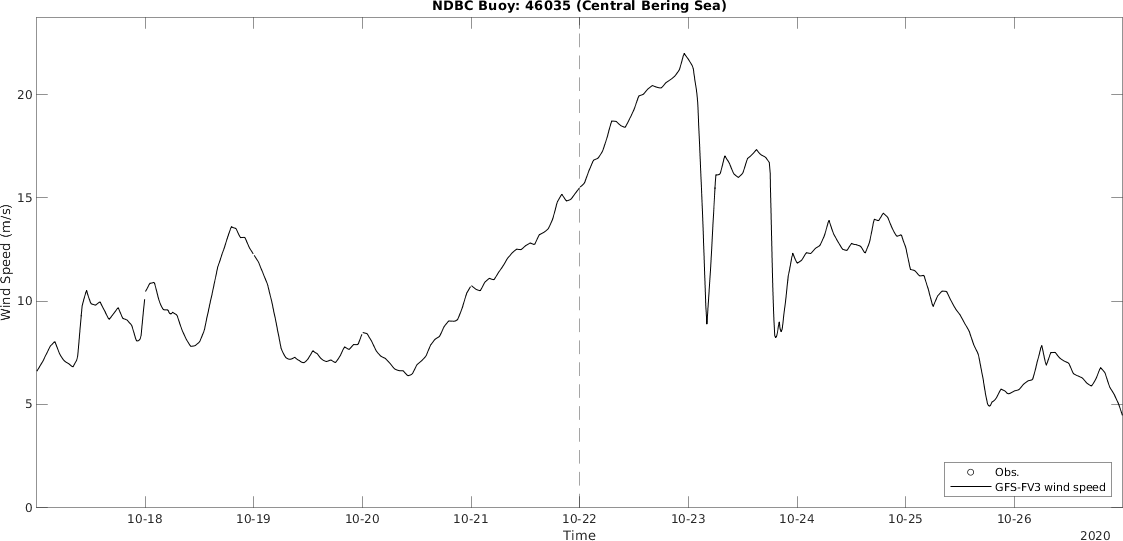 NDBC Buoy: 46035 (Central Bering Sea)
Wind Speed (m/s)
20
15
10
5
0
10-18 10-19 10-20 10-21 10-22 10-23 10-24 10-25 10-26
Time
2020
Obs.
GFS-FV3 wind speed